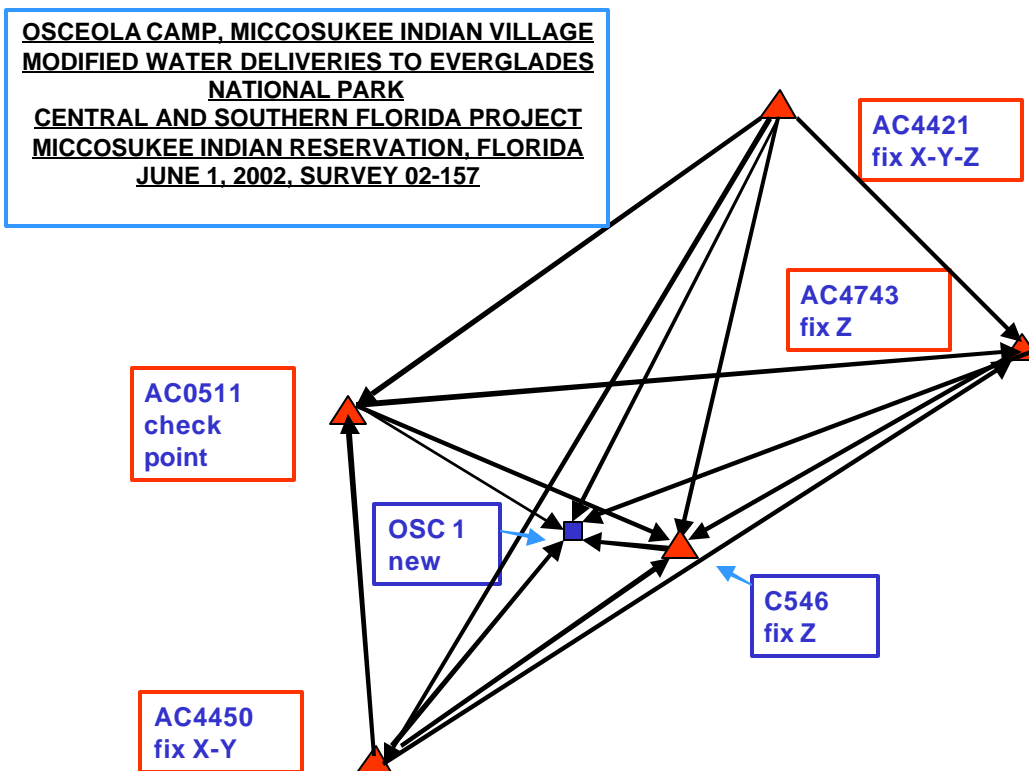 OSCEOLA CAMP, MICCOSUKEE INDIAN VILLAGE
MODIFIED WATER DELIVERIES TO EVERGLADES
NATIONAL PARK
CENTRAL AND SOUTHERN FLORIDA PROJECT
MICCOSUKEE INDIAN RESERVATION, FLORIDA
JUNE 1, 2002, SURVEY 02-157
AC4421
fix X-Y-Z
AC4743
fix Z
AC0511
check
point
OSC 1
new
C546
fix Z
AC4450
fix X-Y